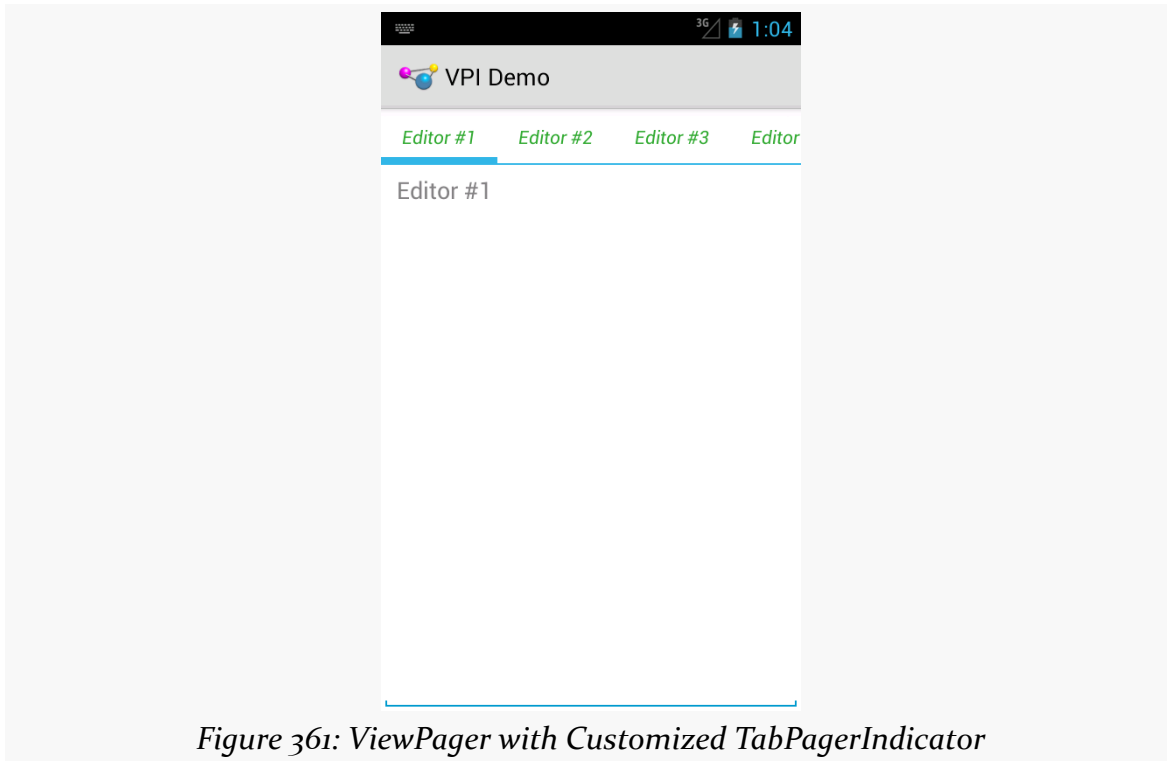 3G 1:04
VPI Demo
Editor #1 Editor #2 Editor #3 Editor
Editor #1
Figure 361: ViewPager with Customized TabPagerIndicator